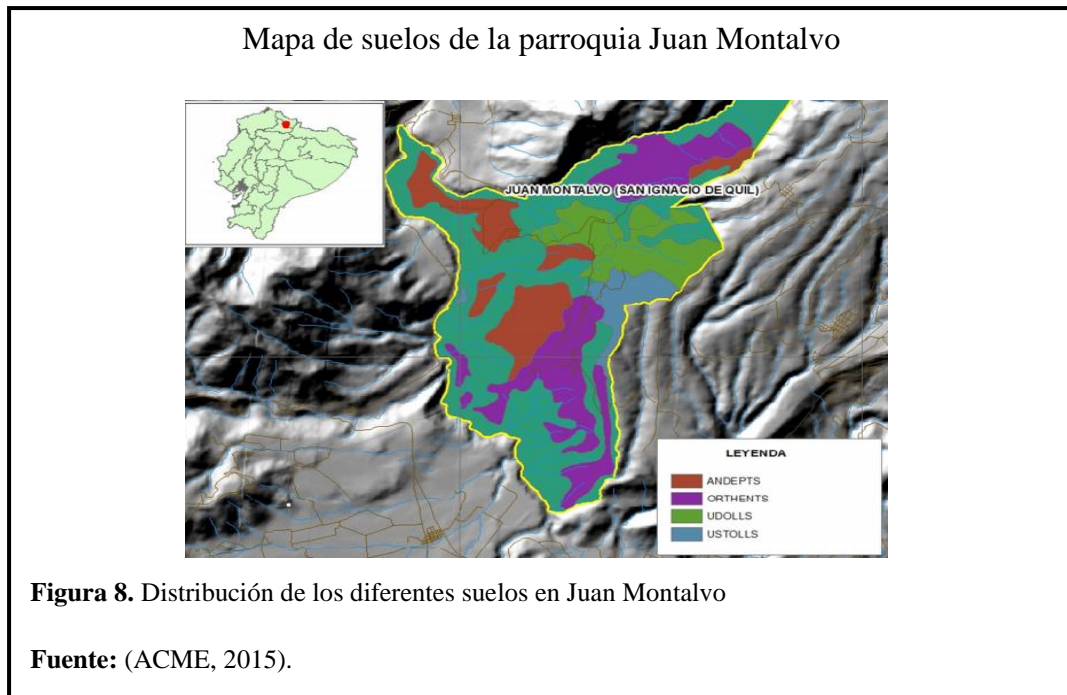 Mapa de suelos de la parroquia Juan Montalvo
JUAN MONTALVO (SAN IGNACIO DE QUIL)
LEYENDA
ANDEPTS
ORTHENTS
UDOLLS
USTOLLS
Figura 8. Distribución de los diferentes suelos en Juan Montalvo
Fuente: (ACME, 2015).